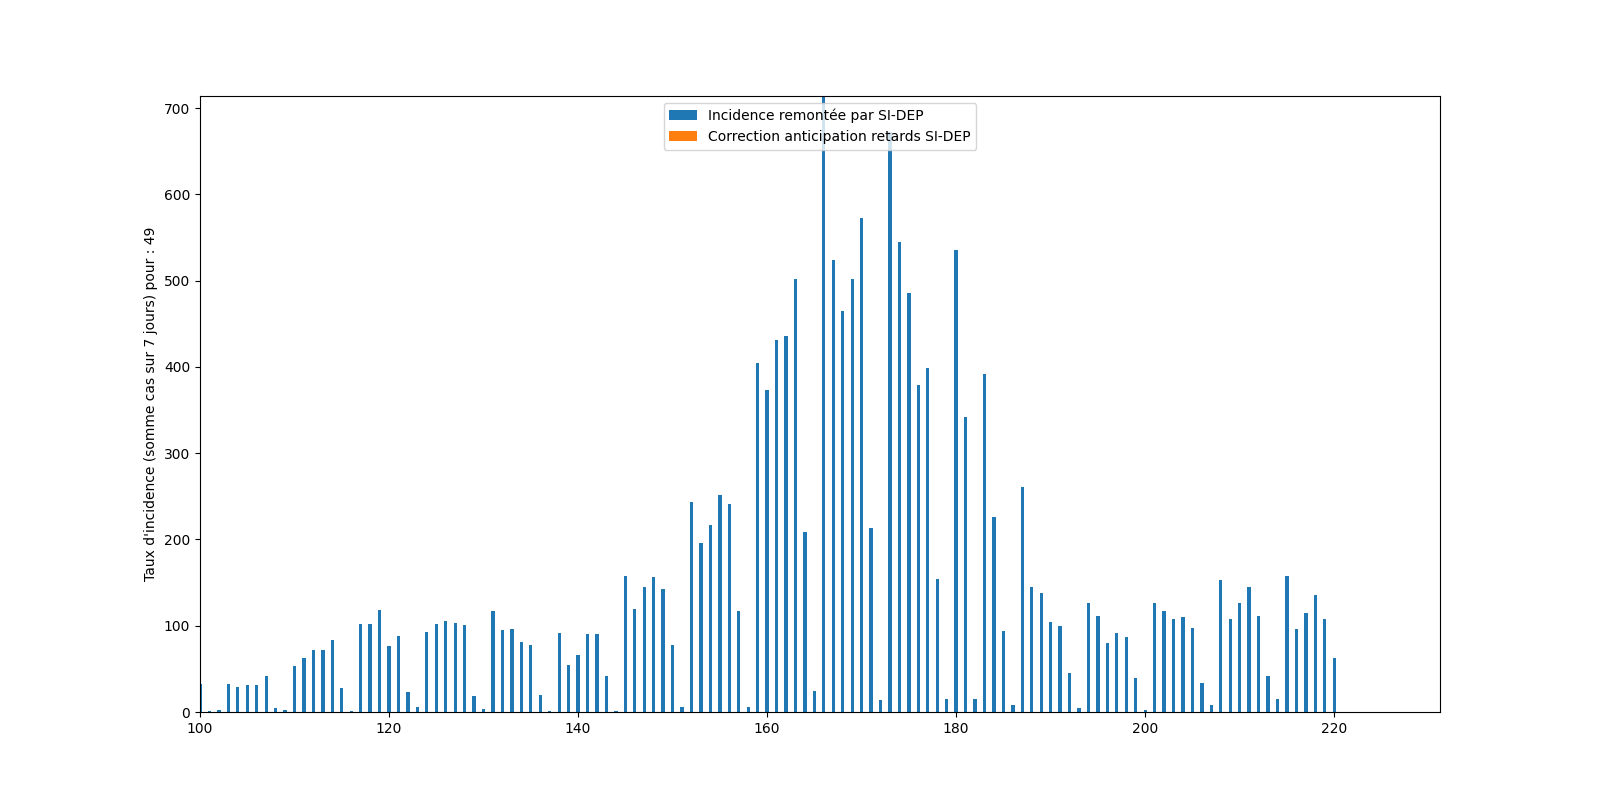 Incidence remontée par SI-DEP
Correction anticipation retards SI-DEP
Taux d'incidence (somme cas sur 7 jours) pour : 49
700
600
500
400
300
200
100
0
100 120 140 160 180 200 220